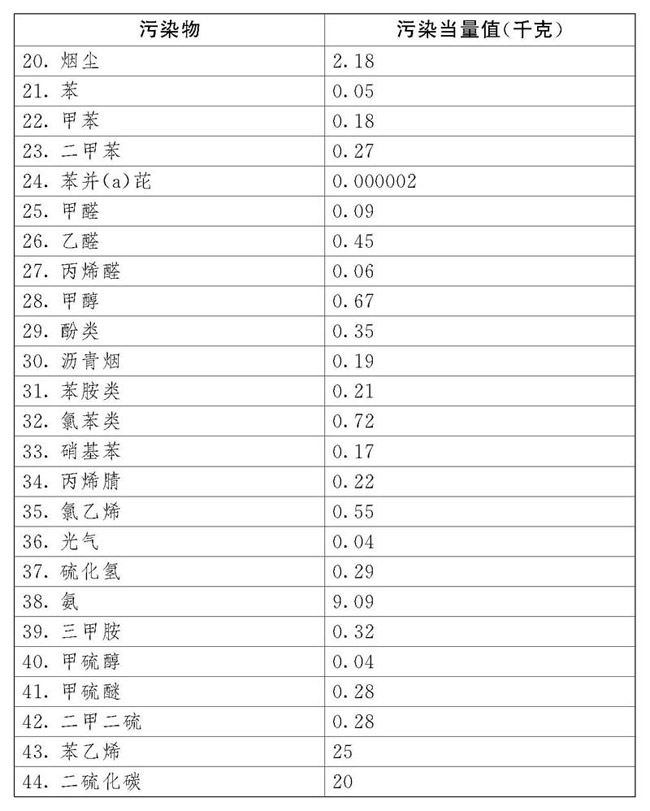 污染物 污染当量值(千克)
20. 烟尘 2.18
21. 苯 0.05
22. 甲苯 0.18
23. 二甲苯 0.27
24. 苯并(a)芘 0.000002
25. 甲醛 0.09
26. 乙醛 0.45
27. 丙烯醛 0.06
28. 甲醇 0.67
29. 酚类 0.35
30. 沥青烟 0.19
31. 苯胺类 0.21
32. 氯苯类 0.72
33. 硝基苯 0.17
34. 丙烯腈 0.22
35. 氯乙烯 0.55
36. 光气 0.04
37. 硫化氢 0.29
38. 氨 9.09
39. 三甲胺 0.32
40. 甲硫醇 0.04
41. 甲硫醚 0.28
42. 二甲二硫 0.28
43. 苯乙烯 25
44. 二硫化碳 20